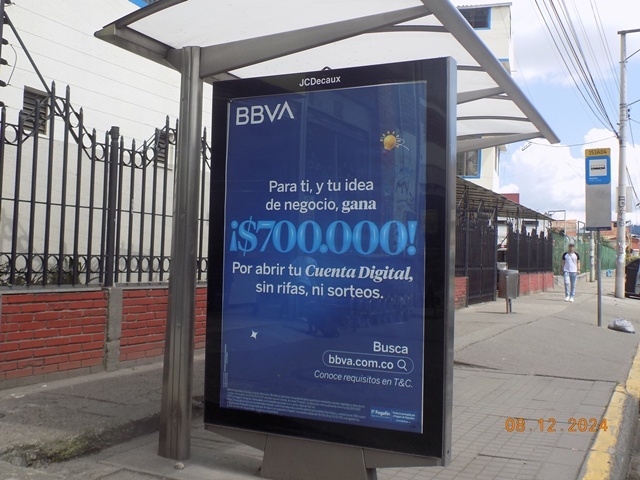 JCDecaux
BBVA
Para ti, y tu idea
de negocio, gana
¡$700.000!
Por abrir tu Cuenta Digital,
sin rifas, ni sorteos.
Busca
bbva.com.co
Conoce requisitos en T&C.
Fogafín
08.12.2024